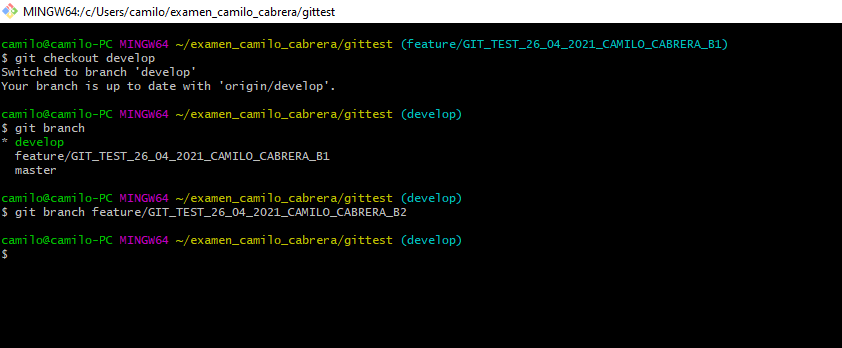 MINGW64:/c/Users/camilo/examen_camilo_cabrera/gittest
camilo@camilo-PC MINGW64 ~/examen_camilo_cabrera/gittest (feature/GIT_TEST_26_04_2021_CAMILO_CABRERA_B1)
$ git checkout develop
Switched to branch 'develop'
Your branch is up to date with 'origin/develop'.
camilo@camilo-PC MINGW64 ~/examen_camilo_cabrera/gittest (develop)
$ git branch
* develop
  feature/GIT_TEST_26_04_2021_CAMILO_CABRERA_B1
  master
camilo@camilo-PC MINGW64 ~/examen_camilo_cabrera/gittest (develop)
$ git branch feature/GIT_TEST_26_04_2021_CAMILO_CABRERA_B2
camilo@camilo-PC MINGW64 ~/examen_camilo_cabrera/gittest (develop)
$